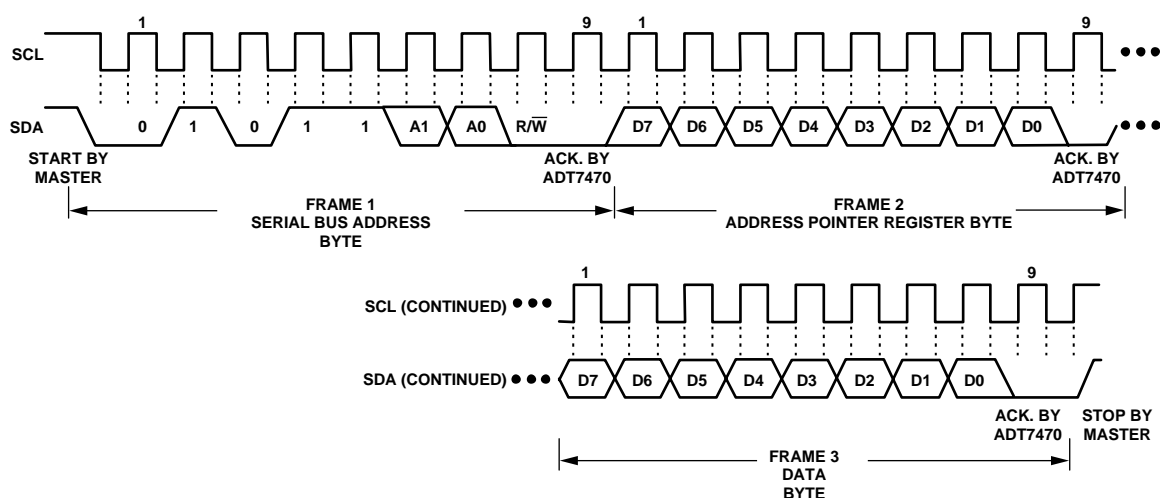 1 9 1 9
SCL
SDA 0 1 0 1 1 A1 A0 R/W̅ D7 D6 D5 D4 D3 D2 D1 D0
START BY
MASTER
ACK. BY
ADT7470
ACK. BY
ADT7470
FRAME 1
SERIAL BUS ADDRESS
BYTE
FRAME 2
ADDRESS POINTER REGISTER BYTE
1 9
SCL (CONTINUED)
SDA (CONTINUED) D7 D6 D5 D4 D3 D2 D1 D0
ACK. BY
ADT7470
STOP BY
MASTER
FRAME 3
DATA
BYTE